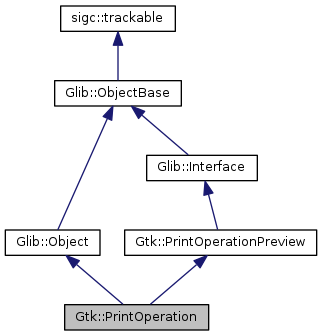 sigc::trackable
Glib::ObjectBase
Glib::Interface
Glib::Object
Gtk::PrintOperationPreview
Gtk::PrintOperation